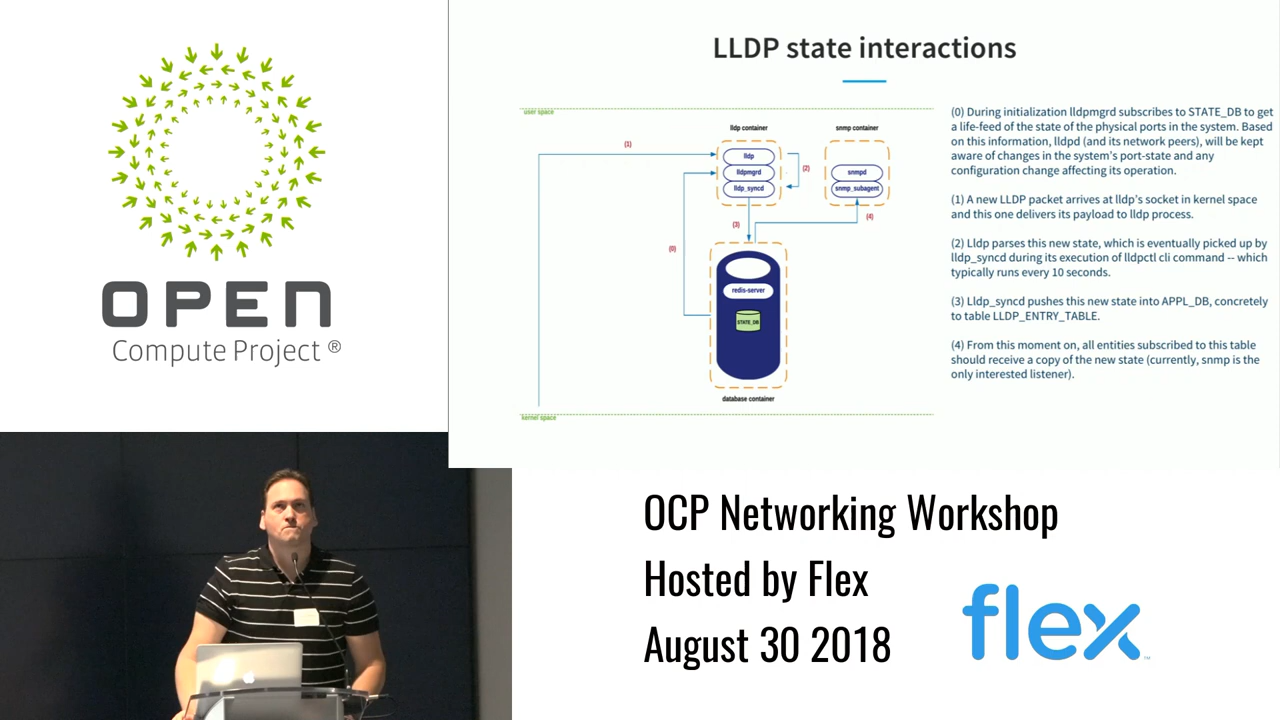 OPEN
Compute Project ®
LLDP state interactions
user space
lldp container
snmp container
(1)
lldp
lldpmgrd
lldp_syncd
(2)
snmpd
snmp_subagent
(3)
(4)
(0)
redis-server
STATE_DB
database container
kernel space
(0) During initialization lldpmgrd subscribes to STATE_DB to get
a life-feed of the state of the physical ports in the system. Based
on this information, lldpd (and its network peers), will be kept
aware of changes in the system's port-state and any
configuration change affecting its operation.
(1) A new LLDP packet arrives at lldp's socket in kernel space
and this one delivers its payload to lldp process.
(2) Lldp parses this new state, which is eventually picked up by
lldp_syncd during its execution of lldpctl cli command -- which
typically runs every 10 seconds.
(3) Lldp_syncd pushes this new state into APPL_DB, concretely
to table LLDP_ENTRY_TABLE.
(4) From this moment on, all entities subscribed to this table
should receive a copy of the new state (currently, snmp is the
only interested listener).
OCP Networking Workshop
Hosted by Flex
August 30 2018
flex
TM